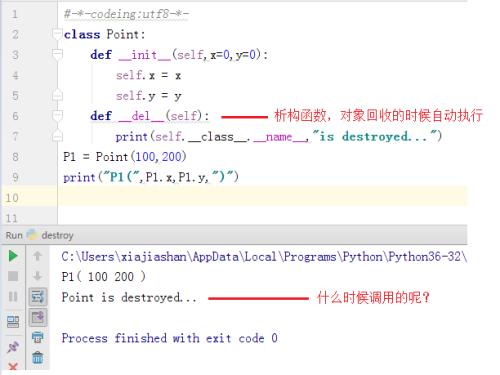 1 #-*-codeing:utf8-*-
2 class Point:
3 def __init__(self,x=0,y=0):
4 self.x = x
5 self.y = y
6 def __del__(self): 析构函数，对象回收的时候自动执行
7 print(self.__class__.__name__,"is destroyed...")
8 P1 = Point(100,200)
9 print("P1(",P1.x,P1.y,")")
10
11
Run destroy
C:\Users\xiajiashan\AppData\Local\Programs\Python\Python36-32\
P1( 100 200 )
Point is destroyed... 什么时候调用的呢？
Process finished with exit code 0